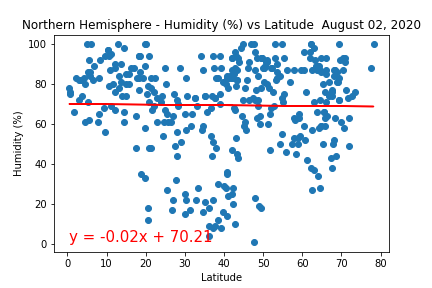 Northern Hemisphere - Humidity (%) vs Latitude  August 02, 2020
100
80
60
40
20
0
Humidity (%)
y = -0.02x + 70.21
0 10 20 30 40 50 60 70 80
Latitude